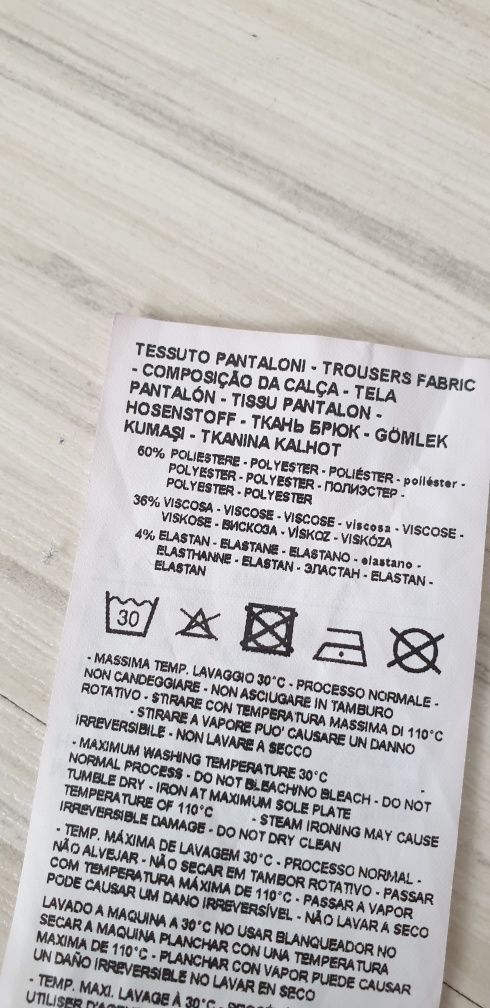 TESSUTO PANTALONI - TROUSERS FABRIC
- COMPOSIÇÃO DA CALÇA - TELA
PANTALÓN - TISSU PANTALON -
HOSENSTOFF - ТКАНЬ БРЮК - GÖMLEK
KUMAŞI - TKANINA KALHOT
60% POLIESTERE - POLYESTER - POLIÉSTER - poliéster -
POLYESTER - POLYESTER - ПОЛИЭСТЕР -
POLYESTER - POLYESTER
36% VISCOSA - VISCOSE - VISCOSE - viscosa - VISCOSE -
VISKOSE - ВИСКОЗА - VİSKOZ - VISKÓZA
4% ELASTAN - ELASTANE - ELASTANO - elastano -
ELASTHANNE - ELASTAN - ЭЛАСТАН - ELASTAN -
ELASTAN
30
- MASSIMA TEMP. LAVAGGIO 30°C - PROCESSO NORMALE -
NON CANDEGGIARE - NON ASCIUGARE IN TAMBURO
ROTATIVO - STIRARE CON TEMPERATURA MASSIMA DI 110°C
- STIRARE A VAPORE PUO' CAUSARE UN DANNO
IRREVERSIBILE - NON LAVARE A SECCO
- MAXIMUM WASHING TEMPERATURE 30°C -
NORMAL PROCESS - DO NOT BLEACHING BLEACH - DO NOT
TUMBLE DRY - IRON AT MAXIMUM SOLE PLATE
TEMPERATURE OF 110°C - STEAM IRONING MAY CAUSE
IRREVERSIBLE DAMAGE - DO NOT DRY CLEAN
- TEMP. MÁXIMA DE LAVAGEM 30°C - PROCESSO NORMAL -
NÃO ALVEJAR - NÃO SECAR EM TAMBOR ROTATIVO - PASSAR
COM TEMPERATURA MÁXIMA DE 110°C - PASSAR A VAPOR
PODE CAUSAR UM DANO IRREVERSÍVEL - NÃO LAVAR Á SECO
LAVADO A MAQUINA A 30°C NO USAR BLANQUEADOR NO
SECAR A MAQUINA PLANCHAR CON UNA TEMPERATURA
MAXIMA DE 110°C - PLANCHAR CON VAPOR PUEDE CAUSAR
UN DAÑO IRREVERSIBLE NO LAVAR EN SECO
- TEMP. MAXI. LAVAGE À 30°C -
UTILISER